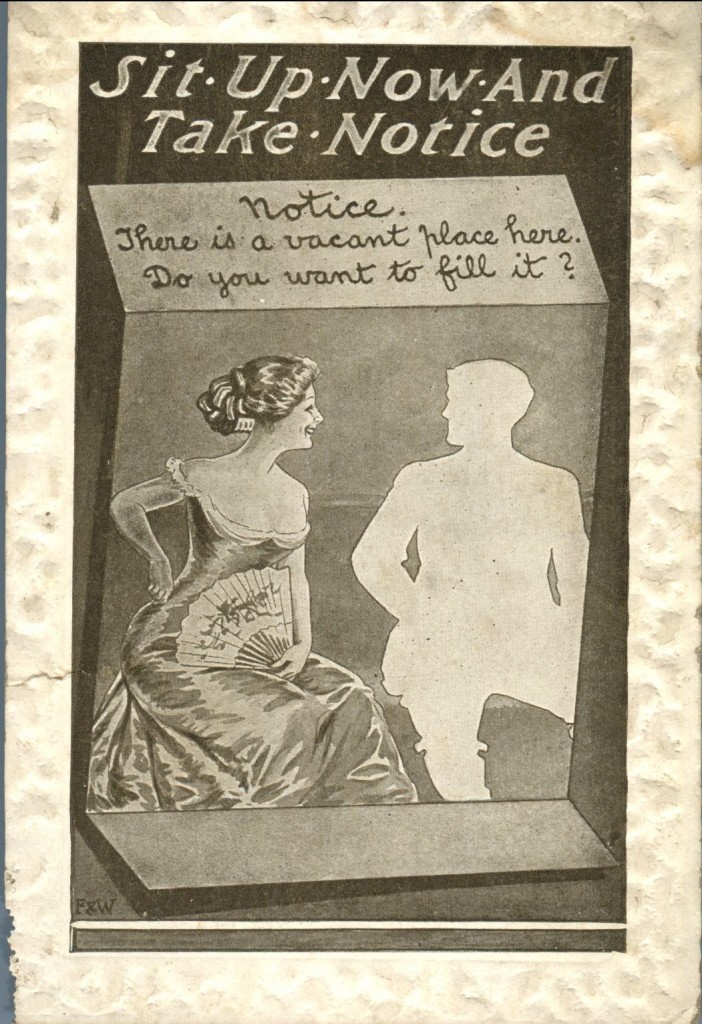 Sit·Up·Now·And
Take·Notice
Notice.
There is a vacant place here.
Do you want to fill it?
F&W